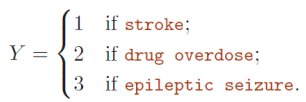 1 if stroke;
Y = 2 if drug overdose;
3 if epileptic seizure.